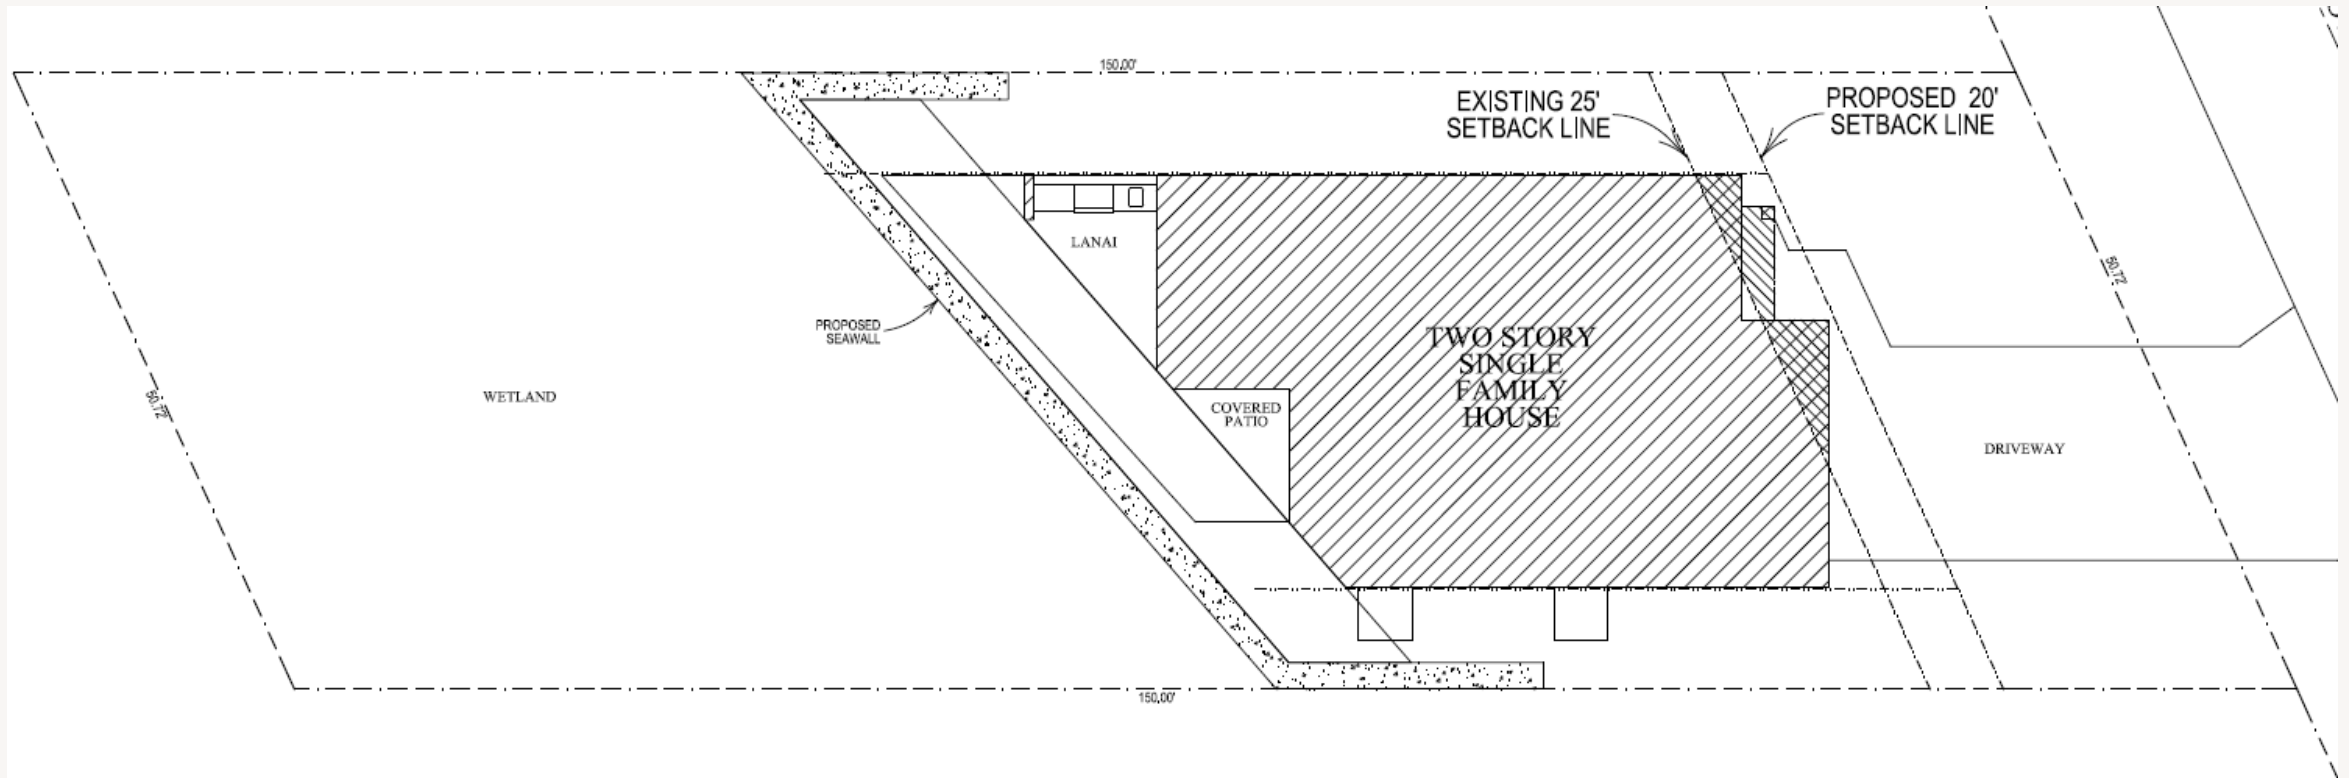 150.00'
EXISTING 25'
SETBACK LINE
PROPOSED 20'
SETBACK LINE
LANAI
50.72'
PROPOSED
SEAWALL
TWO STORY
SINGLE
FAMILY
HOUSE
WETLAND
50.72'
COVERED
PATIO
DRIVEWAY
150.00'